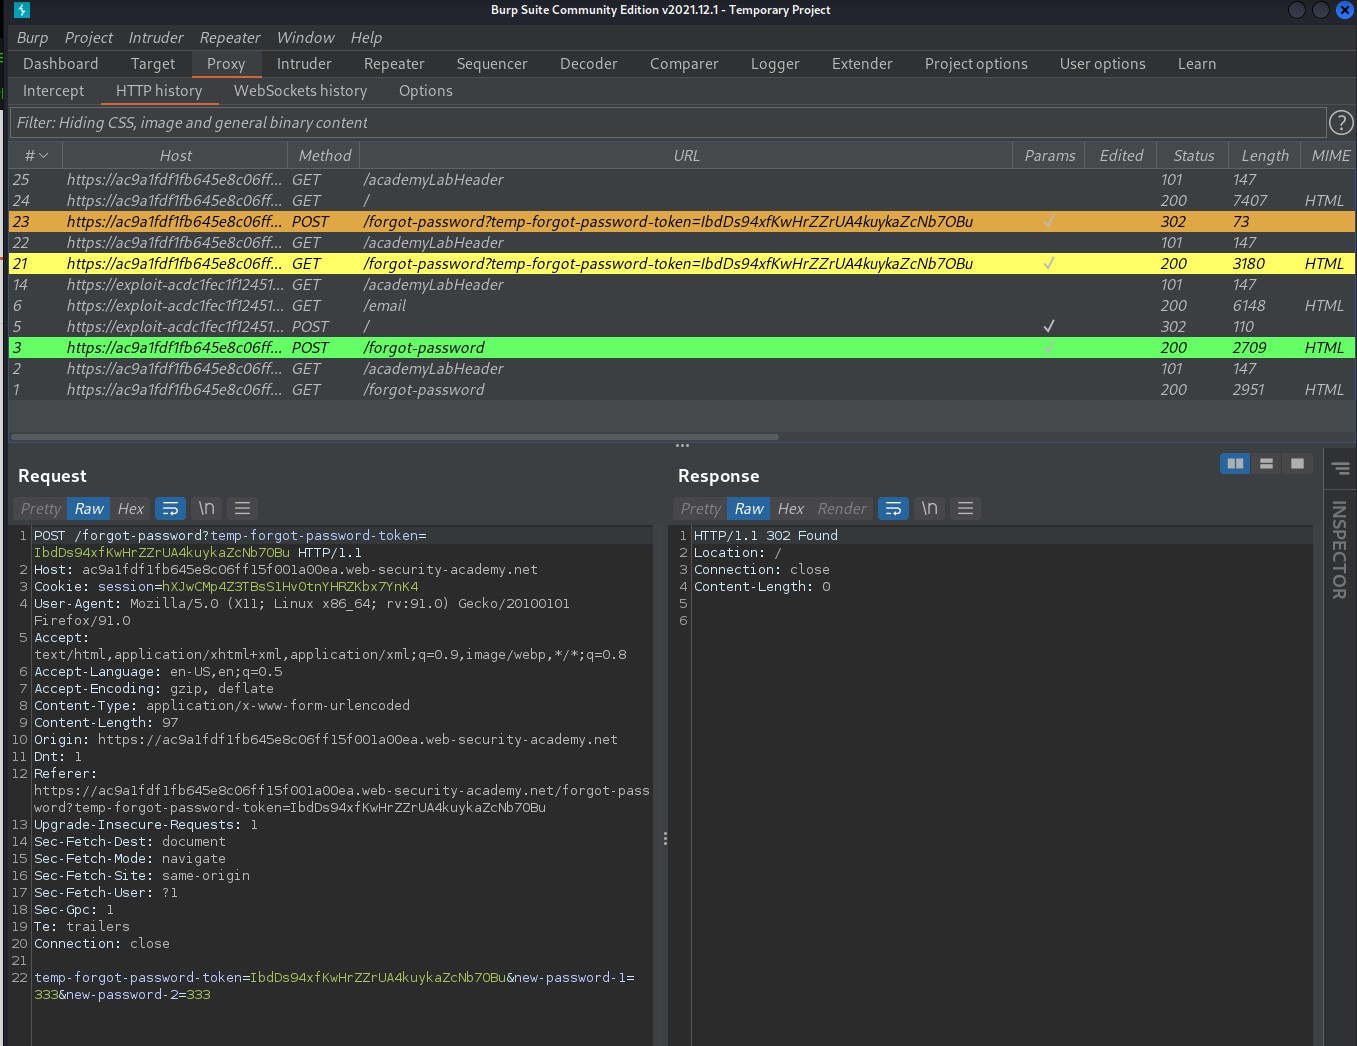 Burp Suite Community Edition v2021.12.1 - Temporary Project
Burp Project Intruder Repeater Window Help
Dashboard Target Proxy Intruder Repeater Sequencer Decoder Comparer Logger Extender Project options User options Learn
Intercept HTTP history WebSockets history Options
Filter: Hiding CSS, image and general binary content ?
# Host Method URL Params Edited Status Length MIME
25 https://ac9a1fdf1fb645e8c06ff... GET /academyLabHeader 101 147
24 https://ac9a1fdf1fb645e8c06ff... GET / 200 7407 HTML
23 https://ac9a1fdf1fb645e8c06ff... POST /forgot-password?temp-forgot-password-token=IbdDs94xfKwHrZZrUA4kuykaZcNb7OBu ✓ 302 73
22 https://ac9a1fdf1fb645e8c06ff... GET /academyLabHeader 101 147
21 https://ac9a1fdf1fb645e8c06ff... GET /forgot-password?temp-forgot-password-token=IbdDs94xfKwHrZZrUA4kuykaZcNb7OBu ✓ 200 3180 HTML
14 https://exploit-acdc1fec1f12451... GET /academyLabHeader 101 147
6 https://exploit-acdc1fec1f12451... GET /email 200 6148 HTML
5 https://exploit-acdc1fec1f12451... POST / ✓ 302 110
3 https://ac9a1fdf1fb645e8c06ff... POST /forgot-password ✓ 200 2709 HTML
2 https://ac9a1fdf1fb645e8c06ff... GET /academyLabHeader 101 147
1 https://ac9a1fdf1fb645e8c06ff... GET /forgot-password 200 2951 HTML
Request
Pretty Raw Hex \n
1 POST /forgot-password?temp-forgot-password-token=
IbdDs94xfKwHrZZrUA4kuykaZcNb7OBu HTTP/1.1
2 Host: ac9a1fdf1fb645e8c06ff15f001a00ea.web-security-academy.net
3 Cookie: session=hXJwCMp4Z3TBsS1HvOtnYHRZKbx7YnK4
4 User-Agent: Mozilla/5.0 (X11; Linux x86_64; rv:91.0) Gecko/20100101
Firefox/91.0
5 Accept:
text/html,application/xhtml+xml,application/xml;q=0.9,image/webp,*/*;q=0.8
6 Accept-Language: en-US,en;q=0.5
7 Accept-Encoding: gzip, deflate
8 Content-Type: application/x-www-form-urlencoded
9 Content-Length: 97
10 Origin: https://ac9a1fdf1fb645e8c06ff15f001a00ea.web-security-academy.net
11 Dnt: 1
12 Referer:
https://ac9a1fdf1fb645e8c06ff15f001a00ea.web-security-academy.net/forgot-pass
word?temp-forgot-password-token=IbdDs94xfKwHrZZrUA4kuykaZcNb7OBu
13 Upgrade-Insecure-Requests: 1
14 Sec-Fetch-Dest: document
15 Sec-Fetch-Mode: navigate
16 Sec-Fetch-Site: same-origin
17 Sec-Fetch-User: ?1
18 Sec-Gpc: 1
19 Te: trailers
20 Connection: close
21
22 temp-forgot-password-token=IbdDs94xfKwHrZZrUA4kuykaZcNb7OBu&new-password-1=
333&new-password-2=333
Response
Pretty Raw Hex Render \n
1 HTTP/1.1 302 Found
2 Location: /
3 Connection: close
4 Content-Length: 0
5
6
INSPECTOR